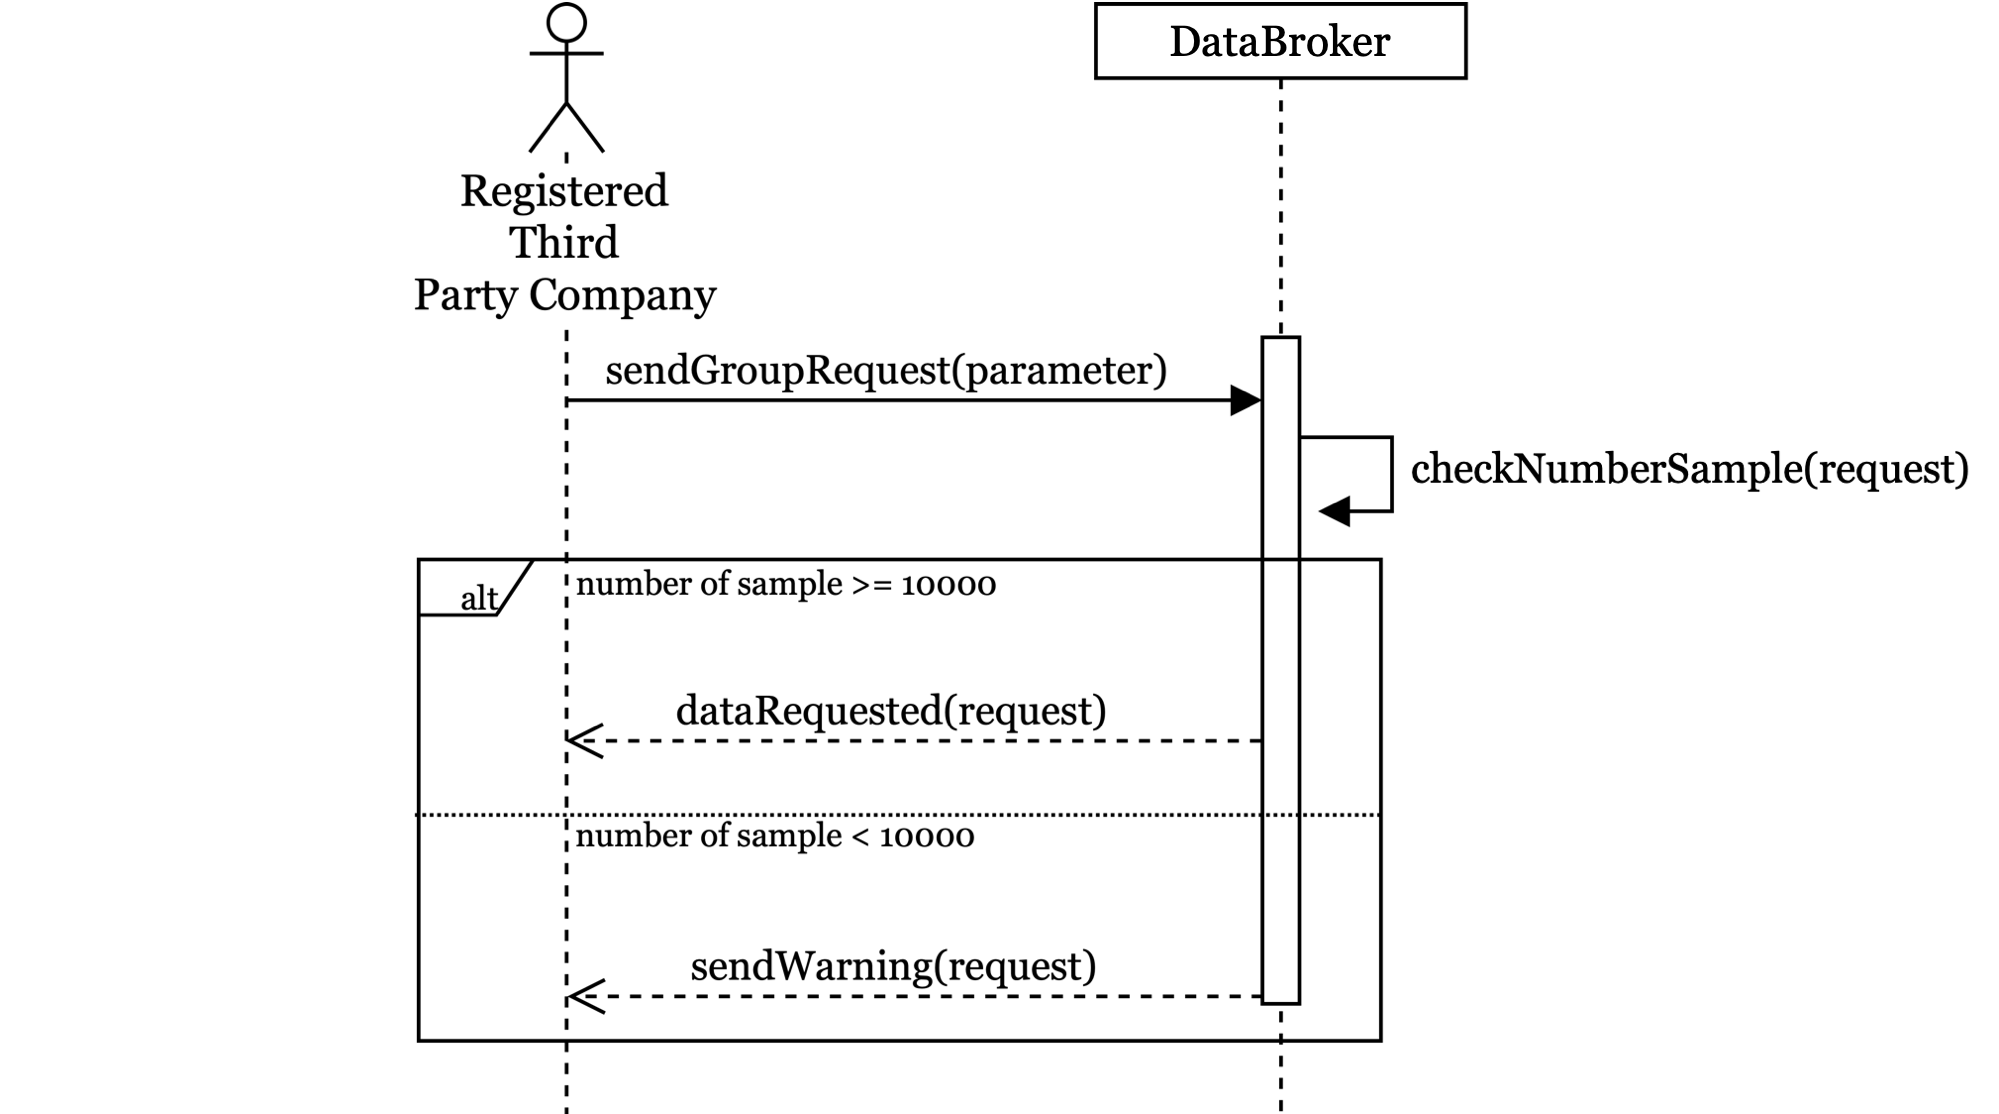 DataBroker
Registered
Third
Party Company
sendGroupRequest(parameter)
checkNumberSample(request)
alt
number of sample >= 10000
dataRequested(request)
number of sample < 10000
sendWarning(request)